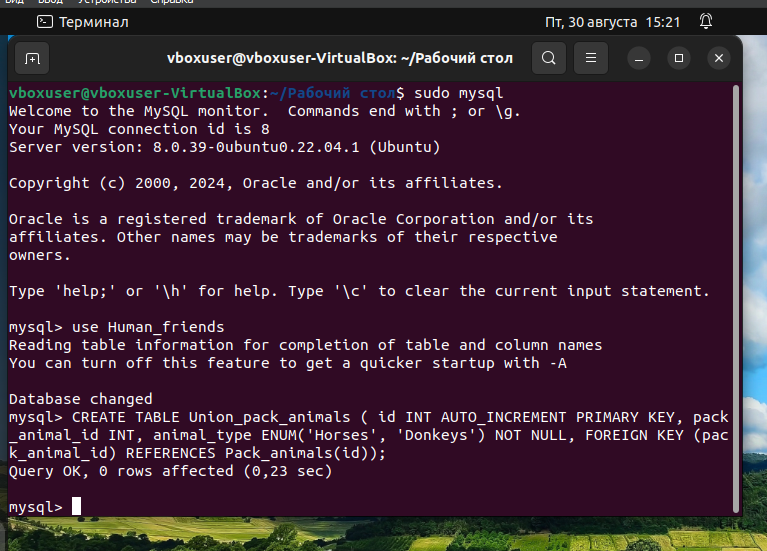 Вид Ввод Устройства Справка
Терминал
Пт, 30 августа 15:21
vboxuser@vboxuser-VirtualBox: ~/Рабочий стол
vboxuser@vboxuser-VirtualBox:~/Рабочий стол$ sudo mysql
Welcome to the MySQL monitor.  Commands end with ; or \g.
Your MySQL connection id is 8
Server version: 8.0.39-0ubuntu0.22.04.1 (Ubuntu)
Copyright (c) 2000, 2024, Oracle and/or its affiliates.
Oracle is a registered trademark of Oracle Corporation and/or its
affiliates. Other names may be trademarks of their respective
owners.
Type 'help;' or '\h' for help. Type '\c' to clear the current input statement.
mysql> use Human_friends
Reading table information for completion of table and column names
You can turn off this feature to get a quicker startup with -A
Database changed
mysql> CREATE TABLE Union_pack_animals ( id INT AUTO_INCREMENT PRIMARY KEY, pack
_animal_id INT, animal_type ENUM('Horses', 'Donkeys') NOT NULL, FOREIGN KEY (pac
k_animal_id) REFERENCES Pack_animals(id));
Query OK, 0 rows affected (0,23 sec)
mysql>